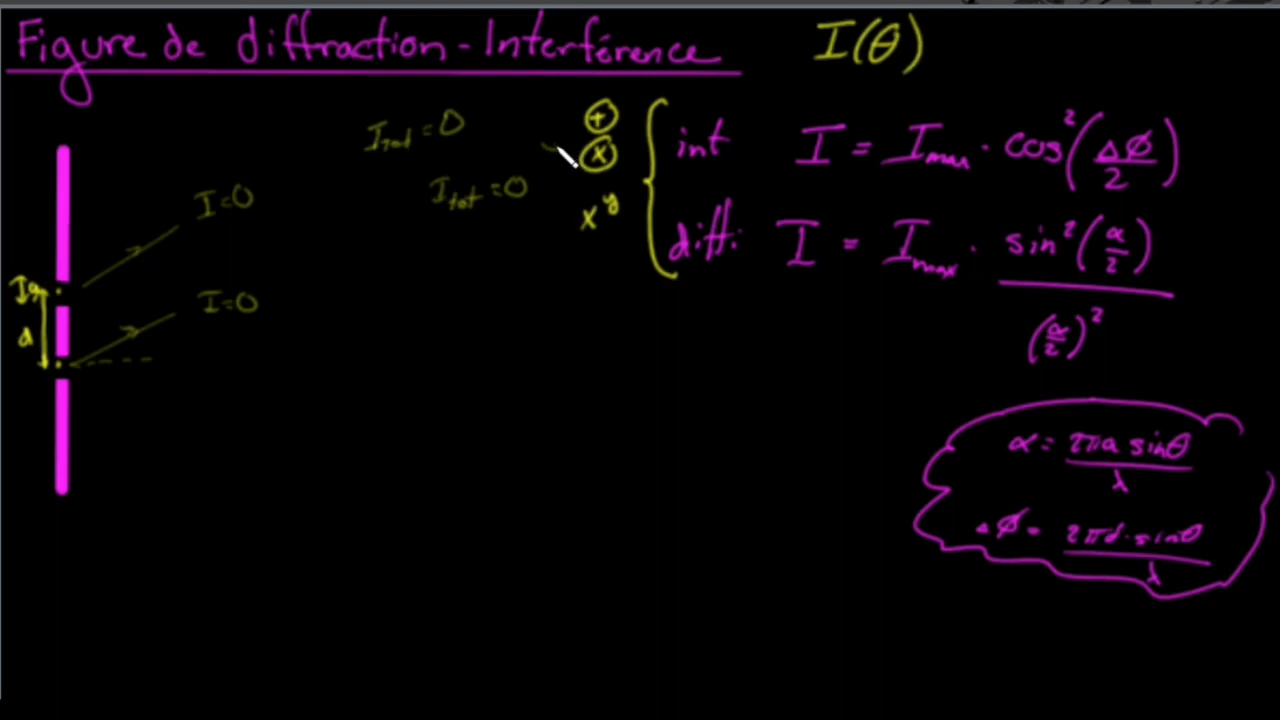 Figure de diffraction - Interférence I(θ)
I_tot = 0
I_tot = 0
+
×
x^y
int I = I_max · cos²(Δφ/2)
diff: I = I_max · sin²(α/2) / (α/2)²
I=0
I=0
a
d
α = 2πa sinθ / λ
Δφ = 2πd·sinθ / λ